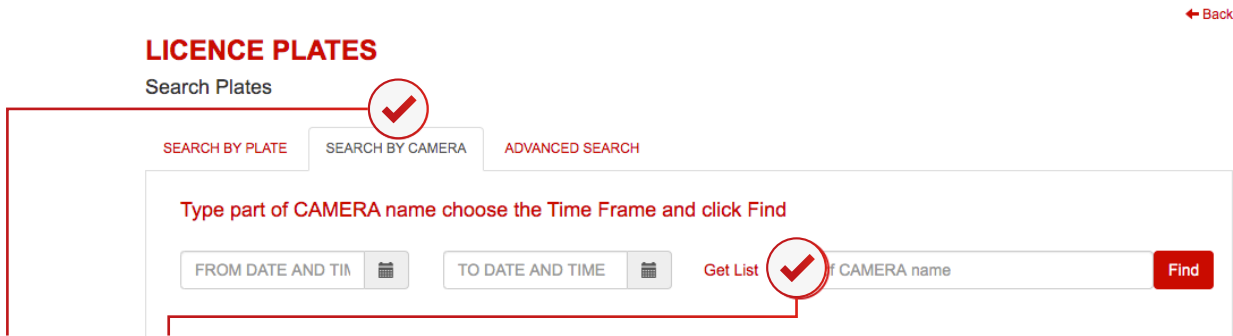 Back
LICENCE PLATES
Search Plates
SEARCH BY PLATE SEARCH BY CAMERA ADVANCED SEARCH
Type part of CAMERA name choose the Time Frame and click Find
FROM DATE AND TIM TO DATE AND TIME Get List f CAMERA name Find